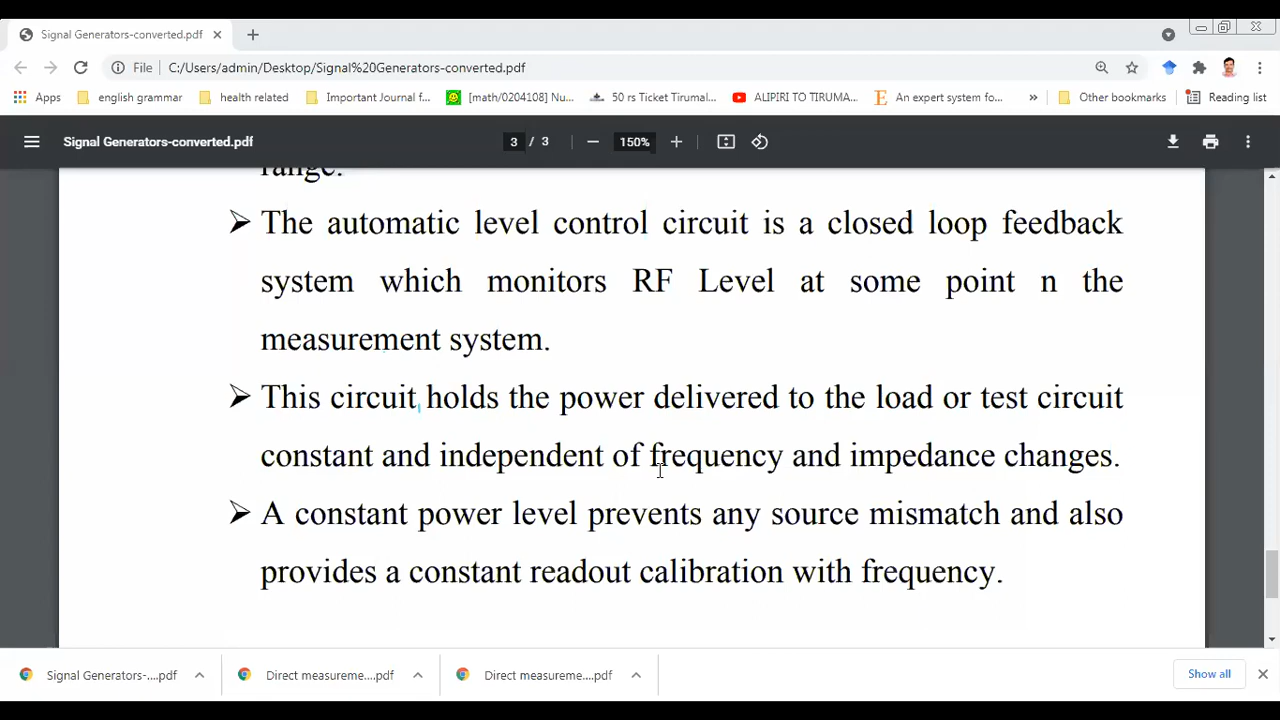 Signal Generators-converted.pdf
File C:/Users/admin/Desktop/Signal%20Generators-converted.pdf
Apps english grammar health related Important Journal f... [math/0204108] Nu... 50 rs Ticket Tirumal... ALIPIRI TO TIRUMA... An expert system fo... » Other bookmarks Reading list
Signal Generators-converted.pdf 3 / 3 150%
range.
➢ The automatic level control circuit is a closed loop feedback
system which monitors RF Level at some point n the
measurement system.
➢ This circuit holds the power delivered to the load or test circuit
constant and independent of frequency and impedance changes.
➢ A constant power level prevents any source mismatch and also
provides a constant readout calibration with frequency.
Signal Generators-....pdf Direct measureme....pdf Direct measureme....pdf Show all